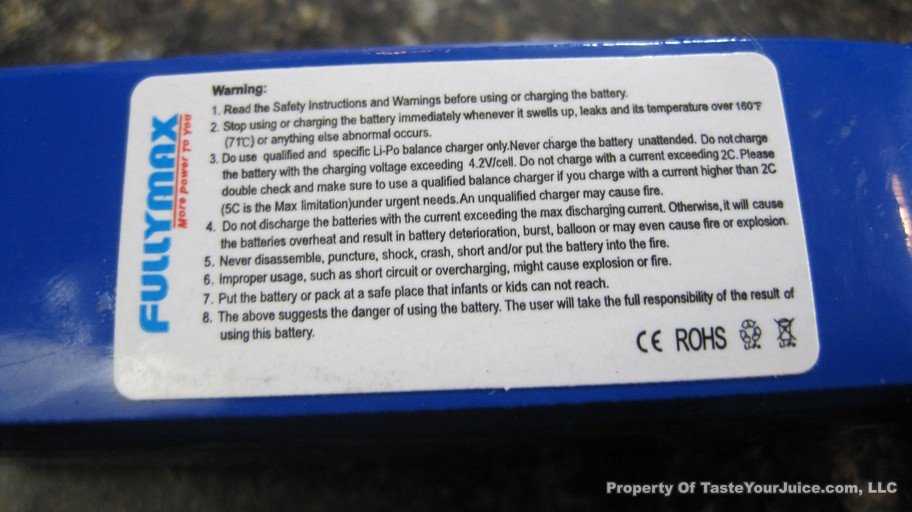 FULLYMAX
More power to you
Warning:
1. Read the Safety Instructions and Warnings before using or charging the battery.
2. Stop using or charging the battery immediately whenever it swells up, leaks and its temperature over 160°F
(71℃) or anything else abnormal occurs.
3. Do use qualified and specific Li-Po balance charger only.Never charge the battery unattended. Do not charge
the battery with the charging voltage exceeding 4.2V/cell. Do not charge with a current exceeding 2C. Please
double check and make sure to use a qualified balance charger if you charge with a current higher than 2C
(5C is the Max limitation)under urgent needs.An unqualified charger may cause fire.
4. Do not discharge the batteries with the current exceeding the max discharging current. Otherwise, it will cause
the batteries overheat and result in battery deterioration, burst, balloon or may even cause fire or explosion.
5. Never disassemble, puncture, shock, crash, short and/or put the battery into the fire.
6. Improper usage, such as short circuit or overcharging, might cause explosion or fire.
7. Put the battery or pack at a safe place that infants or kids can not reach.
8. The above suggests the danger of using the battery. The user will take the full responsibility of the result of
using this battery.
CE ROHS
Property Of TasteYourJuice.com, LLC